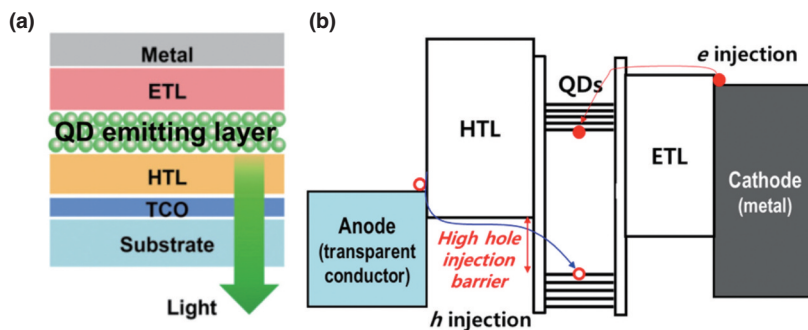 (a)
Metal
ETL
QD emitting layer
HTL
TCO
Substrate
Light
(b)
e injection
QDs
HTL
ETL
Cathode
(metal)
Anode
(transparent
conductor)
High hole
injection
barrier
h injection